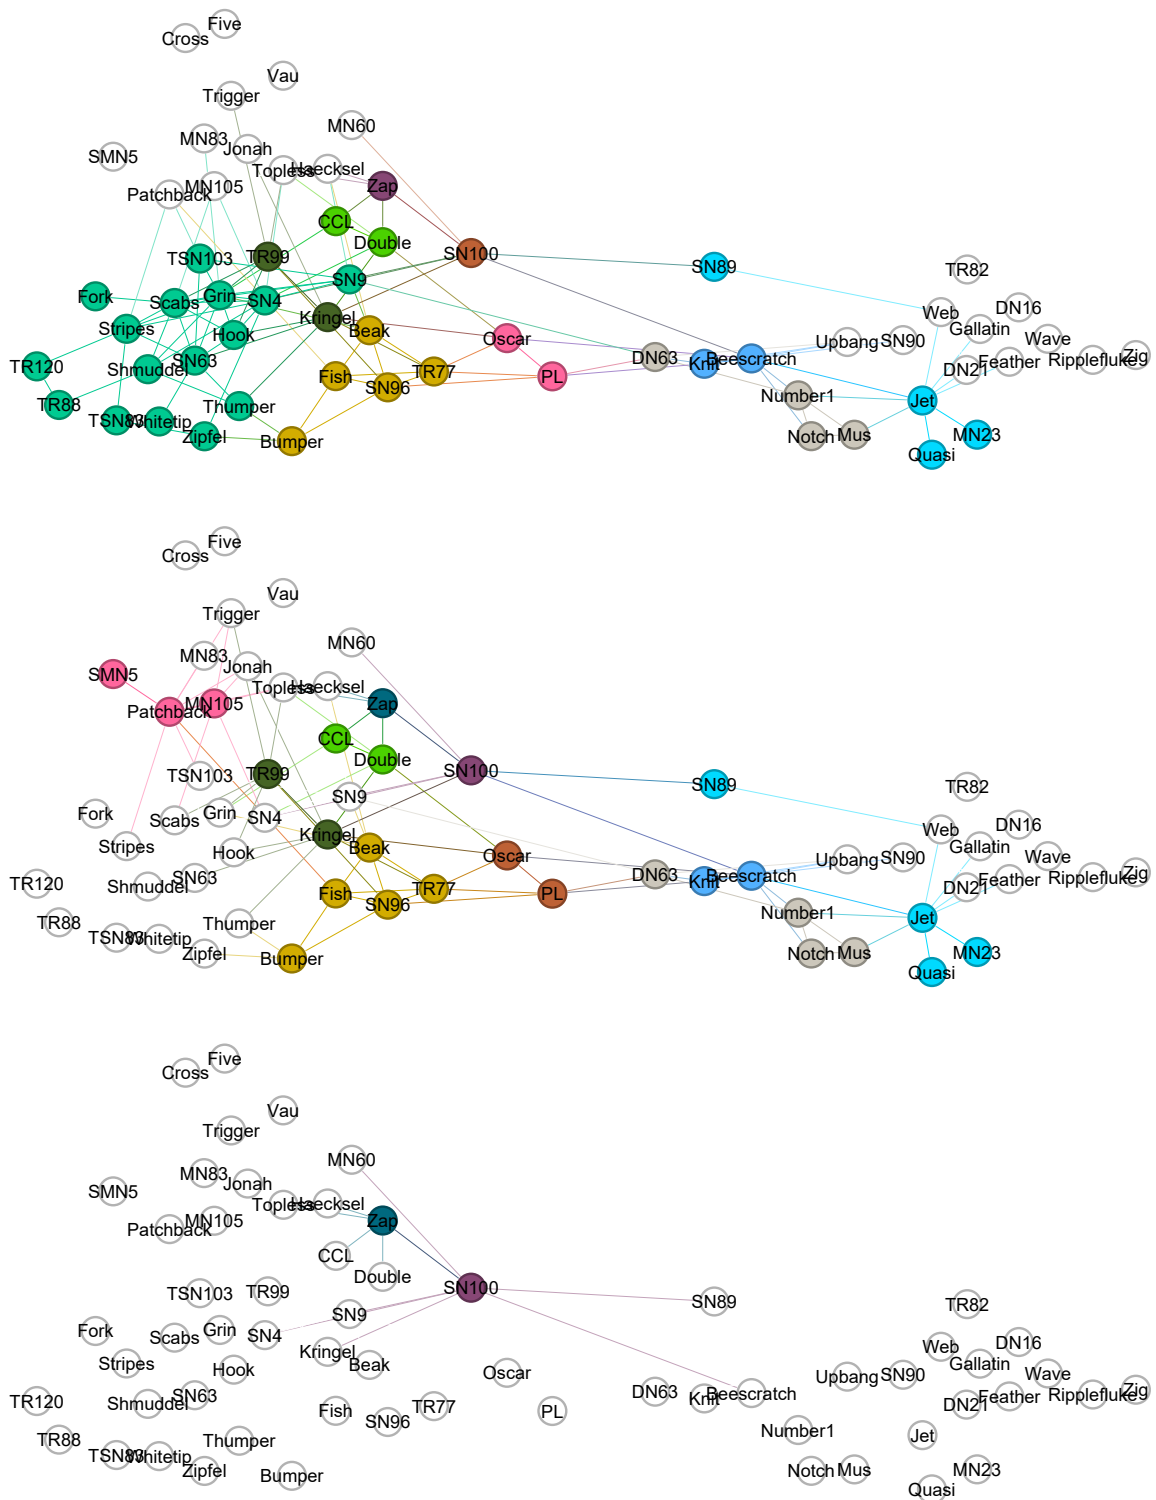 Five
Cross
Vau
Trigger
MN60
MN83
Jonah
SMN5
Topless
Haecksel
Zap
MN105
Patchback
CCL
Double
TR99
TSN103
SN100
SN9
SN89
TR82
Fork
Scabs
Grin
SN4
Kringel
Web
DN16
Stripes
Hook
Beak
Oscar
Gallatin
Upbang
SN90
Wave
TR120
Shmuddel
SN63
Fish
SN96
TR77
PL
DN63
Knit
Beescratch
DN21
Feather
Ripplefluke
Zig
Number1
TR88
TSN83
Whitetip
Thumper
Zipfel
Bumper
Jet
Notch
Mus
MN23
Quasi
Five
Cross
Vau
Trigger
MN60
MN83
Jonah
SMN5
Topless
Haecksel
Zap
MN105
Patchback
CCL
Double
TR99
TSN103
SN100
SN9
SN89
TR82
Fork
Scabs
Grin
SN4
Kringel
Web
DN16
Stripes
Hook
Beak
Oscar
Gallatin
Upbang
SN90
Wave
TR120
Shmuddel
SN63
Fish
SN96
TR77
PL
DN63
Knit
Beescratch
DN21
Feather
Ripplefluke
Zig
Number1
TR88
TSN83
Whitetip
Thumper
Zipfel
Bumper
Jet
Notch
Mus
MN23
Quasi
Five
Cross
Vau
Trigger
MN60
MN83
Jonah
SMN5
Topless
Haecksel
Zap
MN105
Patchback
CCL
Double
TR99
TSN103
SN100
SN9
SN89
TR82
Fork
Scabs
Grin
SN4
Kringel
Web
DN16
Stripes
Hook
Beak
Oscar
Gallatin
Upbang
SN90
Wave
TR120
Shmuddel
SN63
Fish
SN96
TR77
PL
DN63
Knit
Beescratch
DN21
Feather
Ripplefluke
Zig
Number1
TR88
TSN83
Whitetip
Thumper
Zipfel
Bumper
Jet
Notch
Mus
MN23
Quasi